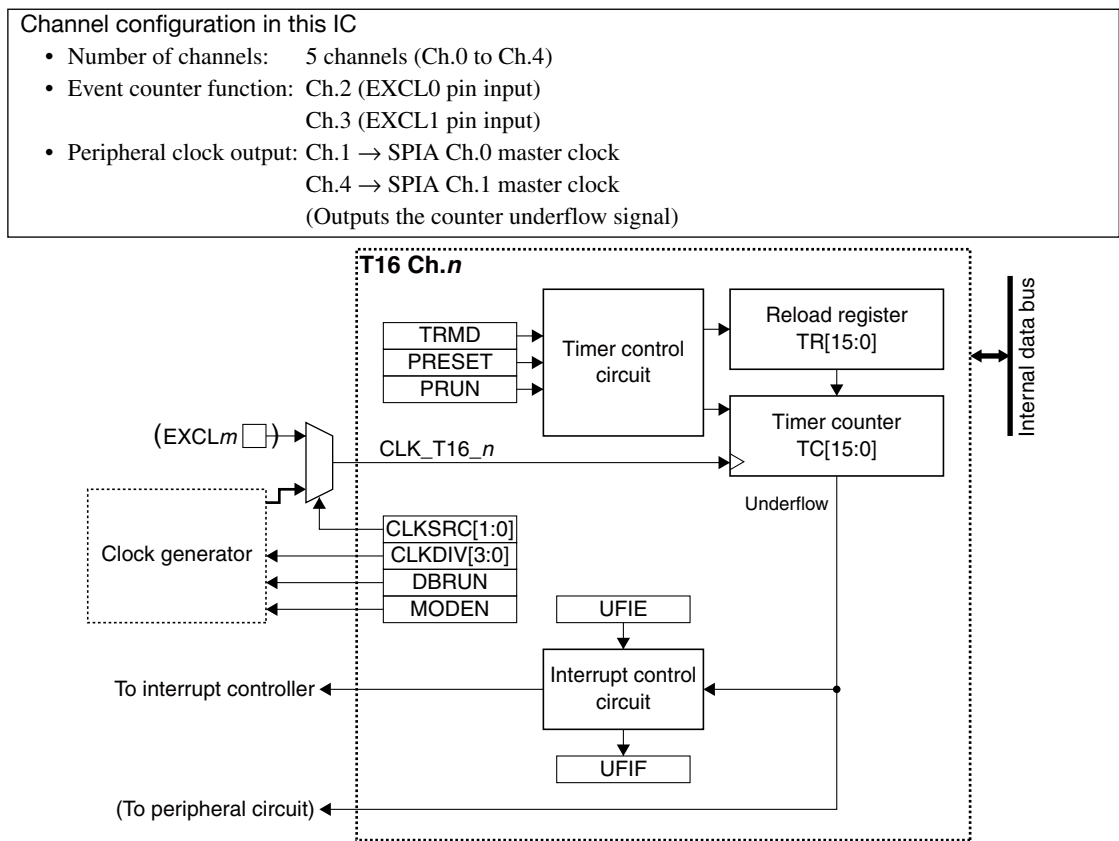 Channel configuration in this IC
• Number of channels: 5 channels (Ch.0 to Ch.4)
• Event counter function: Ch.2 (EXCL0 pin input)
Ch.3 (EXCL1 pin input)
• Peripheral clock output: Ch.1 → SPIA Ch.0 master clock
Ch.4 → SPIA Ch.1 master clock
(Outputs the counter underflow signal)
T16 Ch.n
TRMD
PRESET
PRUN
Timer control
circuit
Reload register
TR[15:0]
Timer counter
TC[15:0]
Internal data bus
(EXCLm )
CLK_T16_n
Underflow
Clock generator
CLKSRC[1:0]
CLKDIV[3:0]
DBRUN
MODEN
UFIE
Interrupt control
circuit
To interrupt controller
UFIF
(To peripheral circuit)